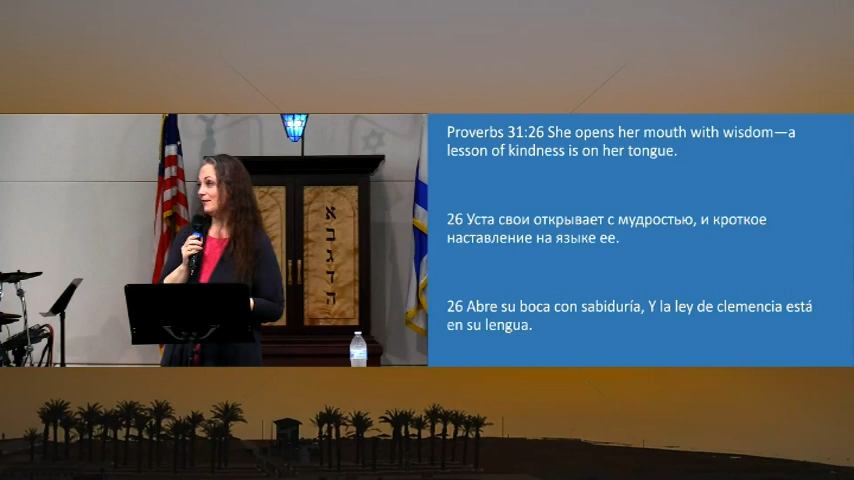 א
ב
ג
ד
ה
Proverbs 31:26 She opens her mouth with wisdom—a
lesson of kindness is on her tongue.
26 Уста свои открывает с мудростью, и кроткое
наставление на языке ее.
26 Abre su boca con sabiduría, Y la ley de clemencia está
en su lengua.